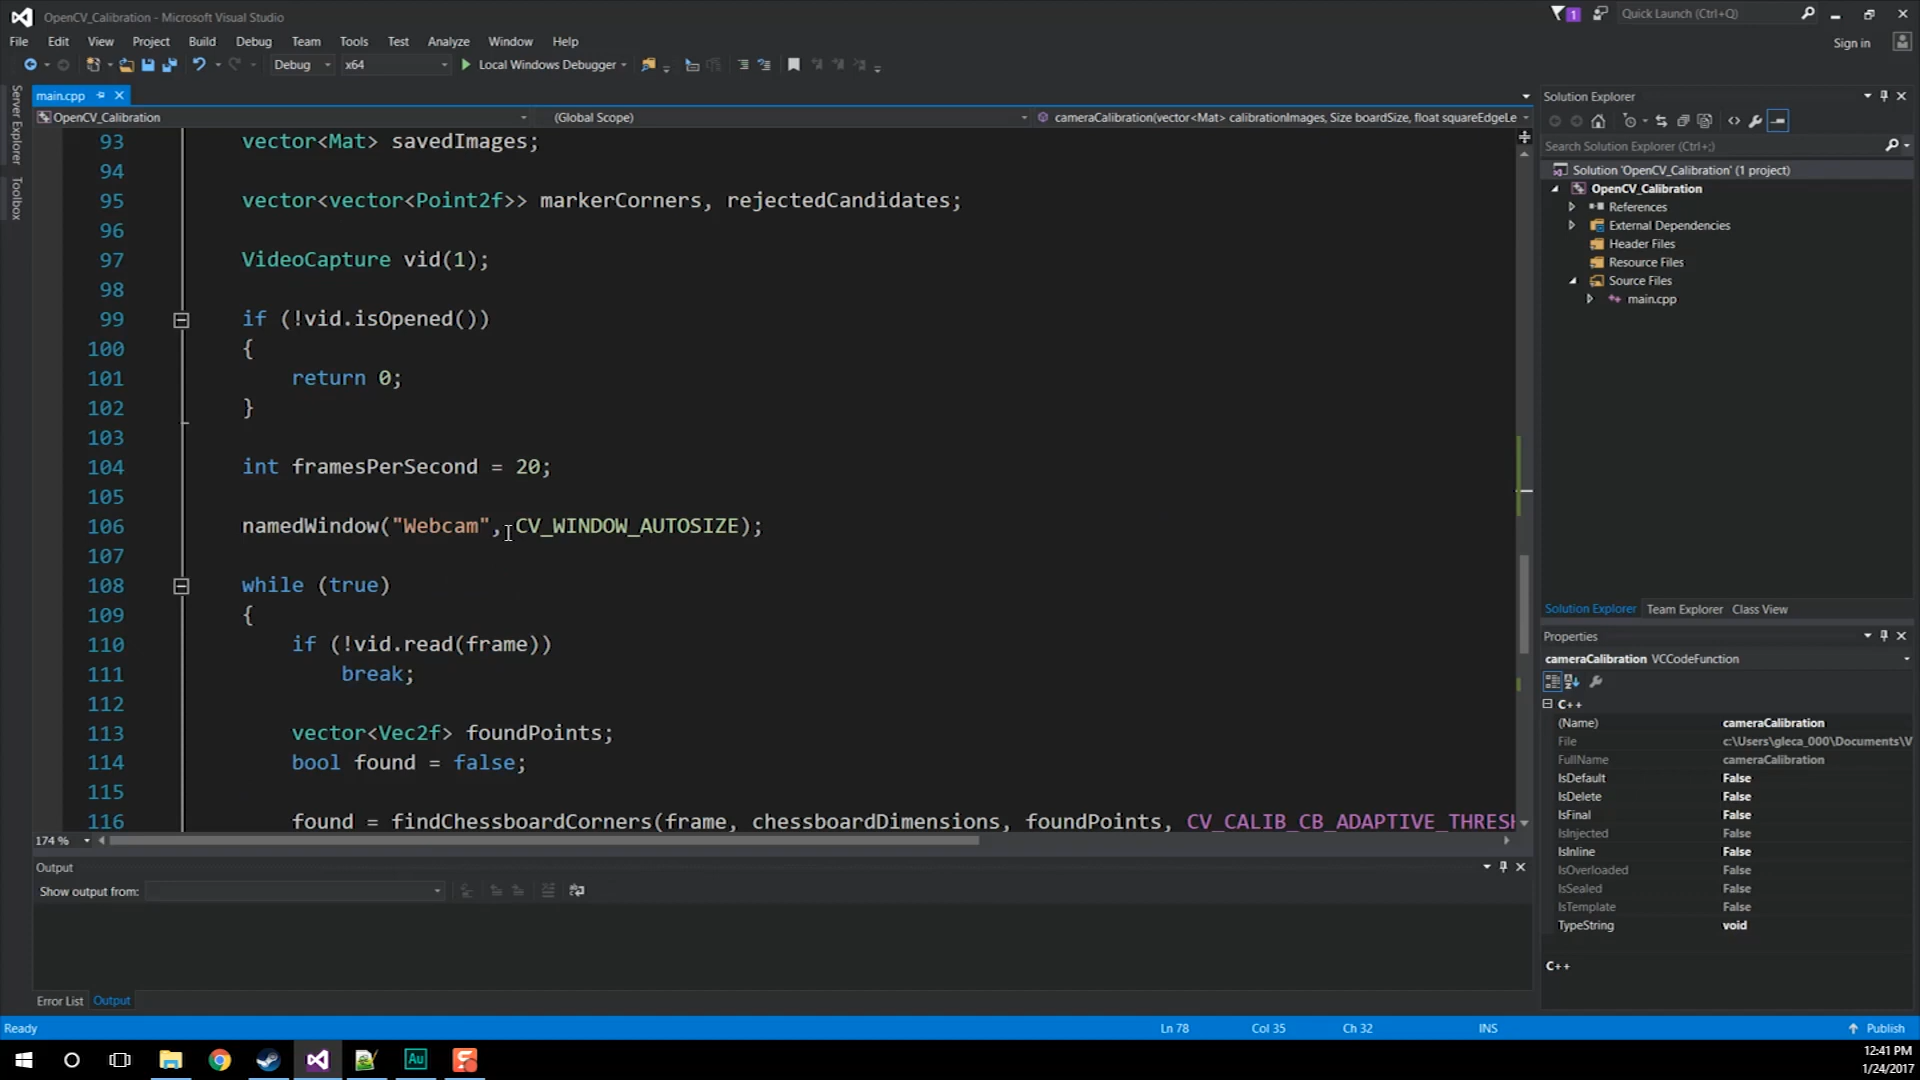 OpenCV_Calibration - Microsoft Visual Studio
1
Quick Launch (Ctrl+Q)
File Edit View Project Build Debug Team Tools Test Analyze Window Help
Sign in
Debug x64 Local Windows Debugger
Server Explorer
Toolbox
main.cpp
OpenCV_Calibration (Global Scope) cameraCalibration(vector<Mat> calibrationImages, Size boardSize, float squareEdgeLe
93 vector<Mat> savedImages;
94
95 vector<vector<Point2f>> markerCorners, rejectedCandidates;
96
97 VideoCapture vid(1);
98
99 if (!vid.isOpened())
100 {
101 return 0;
102 }
103
104 int framesPerSecond = 20;
105
106 namedWindow("Webcam", CV_WINDOW_AUTOSIZE);
107
108 while (true)
109 {
110 if (!vid.read(frame))
111 break;
112
113 vector<Vec2f> foundPoints;
114 bool found = false;
115
116 found = findChessboardCorners(frame, chessboardDimensions, foundPoints, CV_CALIB_CB_ADAPTIVE_THRESH
174 %
Output
Show output from:
Error List Output
Solution Explorer
Search Solution Explorer (Ctrl+;)
Solution 'OpenCV_Calibration' (1 project)
OpenCV_Calibration
References
External Dependencies
Header Files
Resource Files
Source Files
main.cpp
Solution Explorer Team Explorer Class View
Properties
cameraCalibration VCCodeFunction
C++
(Name) cameraCalibration
File c:\Users\gleca_000\Documents\V
FullName cameraCalibration
IsDefault False
IsDelete False
IsFinal False
IsInjected False
IsInline False
IsOverloaded False
IsSealed False
IsTemplate False
TypeString void
C++
Ready Ln 78 Col 35 Ch 32 INS Publish
Au
12:41 PM
1/24/2017